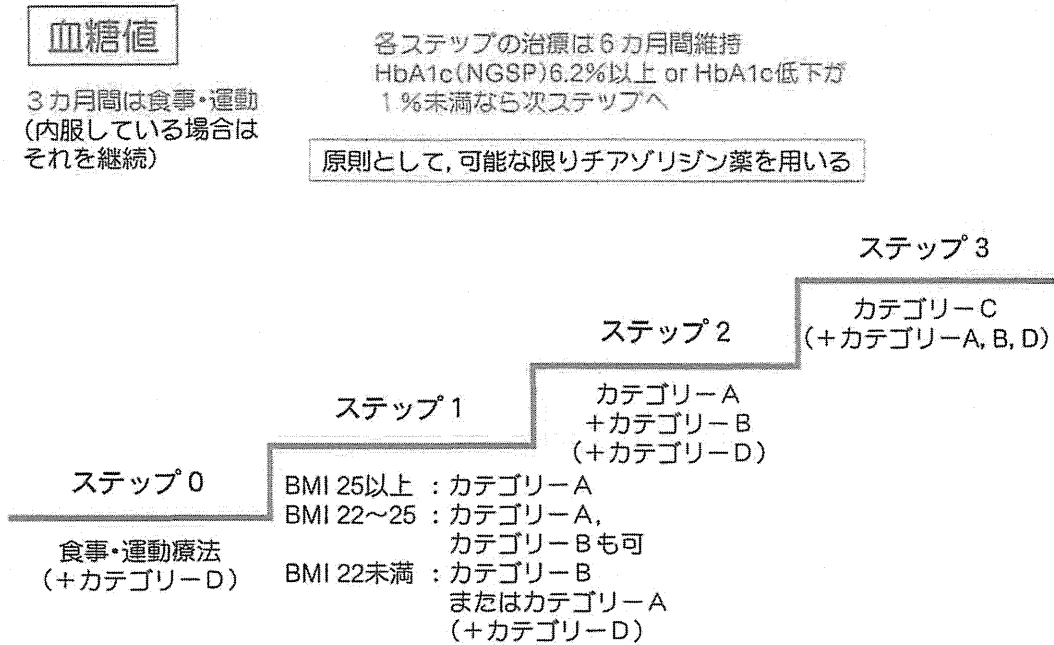 血糖値
3カ月間は食事・運動
(内服している場合は
それを継続)
各ステップの治療は6カ月間維持
HbA1c(NGSP)6.2%以上 or HbA1c低下が
1%未満なら次ステップへ
原則として,可能な限りチアゾリジン薬を用いる
ステップ3
カテゴリーC
(+カテゴリーA, B, D)
ステップ2
カテゴリーA
+カテゴリーB
(+カテゴリーD)
ステップ1
BMI 25以上 :カテゴリーA
BMI 22〜25 :カテゴリーA,
カテゴリーBも可
BMI 22未満 :カテゴリーB
またはカテゴリーA
(+カテゴリーD)
ステップ0
食事・運動療法
(+カテゴリーD)